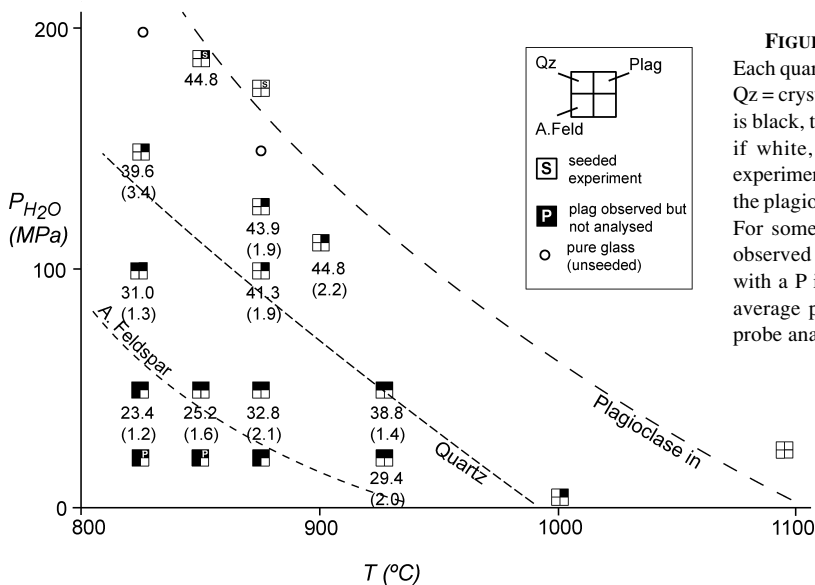 200
100
0
P H2O
(MPa)
800
900
1000
1100
T (ºC)
S
44.8
S
39.6
(3.4)
43.9
(1.9)
44.8
(2.2)
31.0
(1.3)
41.3
(1.9)
A. Feldspar
23.4
(1.2)
25.2
(1.6)
32.8
(2.1)
38.8
(1.4)
P
P
29.4
(2.0)
Quartz
Plagioclase in
Qz
Plag
A.Feld
S
seeded
experiment
P
plag observed but
not analysed
pure glass
(unseeded)
FIGU
Each quar
Qz = crys
is black, t
if white,
experimen
the plagio
For some
observed
with a P i
average p
probe ana